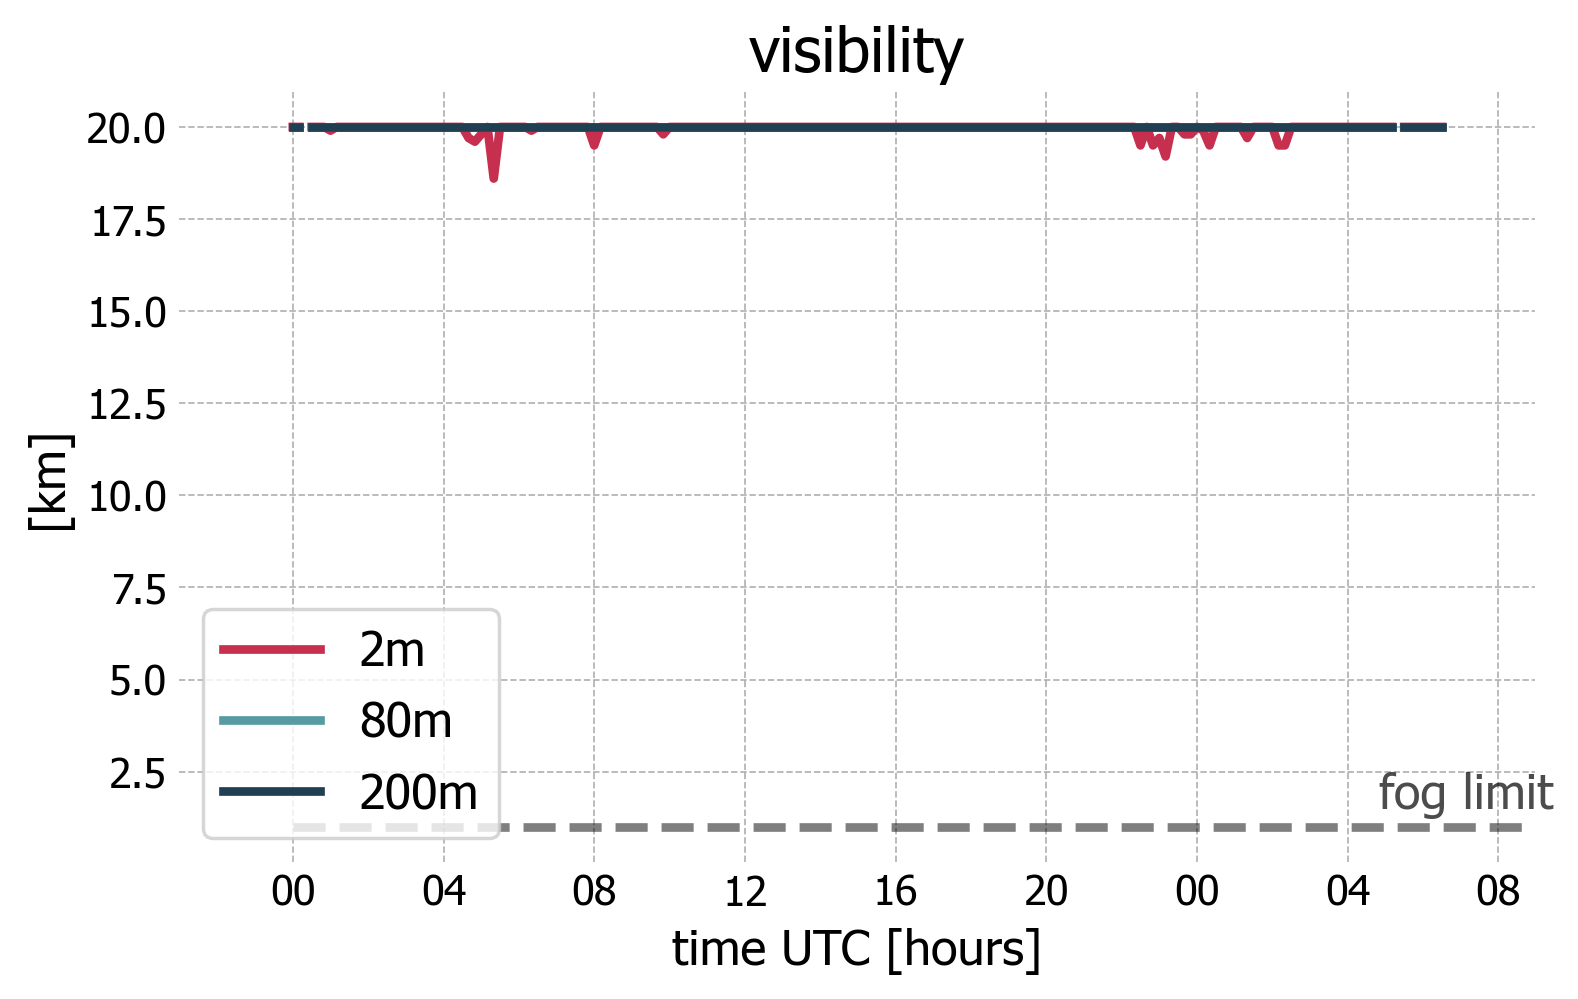 visibility
20.0
17.5
15.0
12.5
10.0
7.5
5.0
2.5
[km]
2m
80m
200m
fog limit
00 04 08 12 16 20 00 04 08
time UTC [hours]